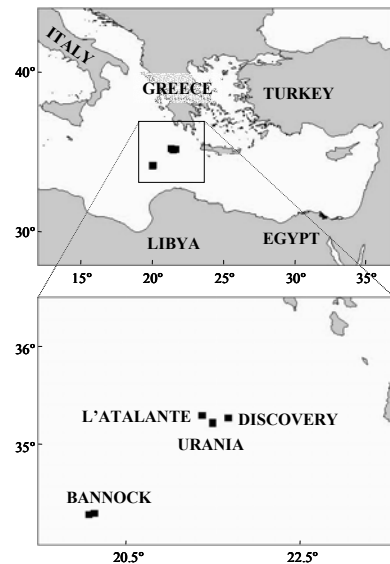 ITALY
40°
GREECE
TURKEY
30°
LIBYA
EGYPT
15° 20° 25° 30° 35°
36°
L'ATALANTE DISCOVERY
35° URANIA
BANNOCK
20.5° 22.5°